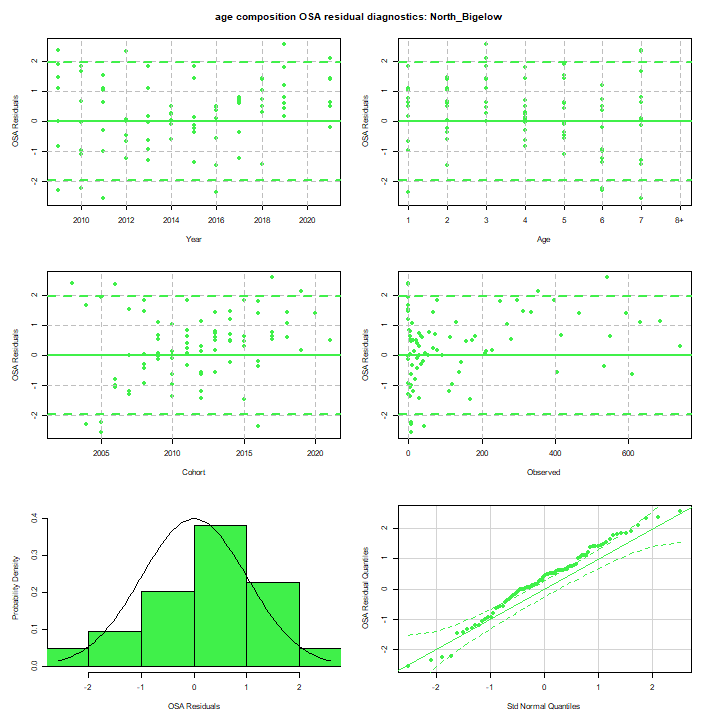 age composition OSA residual diagnostics: North_Bigelow
OSA Residuals
2
1
0
-1
-2
2010 2012 2014 2016 2018 2020
Year
OSA Residuals
2
1
0
-1
-2
1 2 3 4 5 6 7 8+
Age
OSA Residuals
2
1
0
-1
-2
2005 2010 2015 2020
Cohort
OSA Residuals
2
1
0
-1
-2
0 200 400 600
Observed
Probability Density
0.4
0.3
0.2
0.1
0.0
-2 -1 0 1 2
OSA Residuals
OSA Residual Quantiles
2
1
0
-1
-2
-2 -1 0 1 2
Std Normal Quantiles